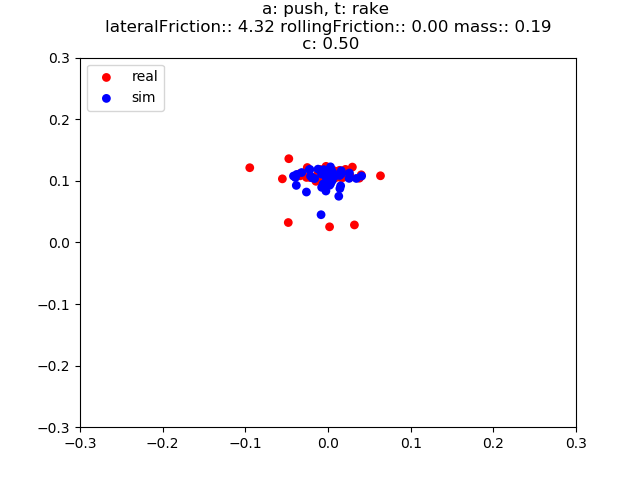 a: push, t: rake
lateralFriction:: 4.32 rollingFriction:: 0.00 mass:: 0.19
c: 0.50
real
sim
0.3
0.2
0.1
0.0
−0.1
−0.2
−0.3
−0.3 −0.2 −0.1 0.0 0.1 0.2 0.3